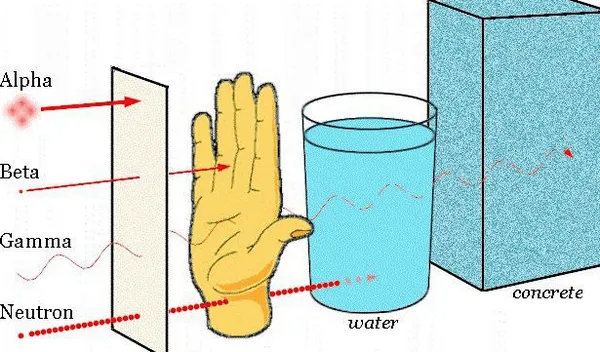 Alpha
Beta
Gamma
Neutron
water
concrete